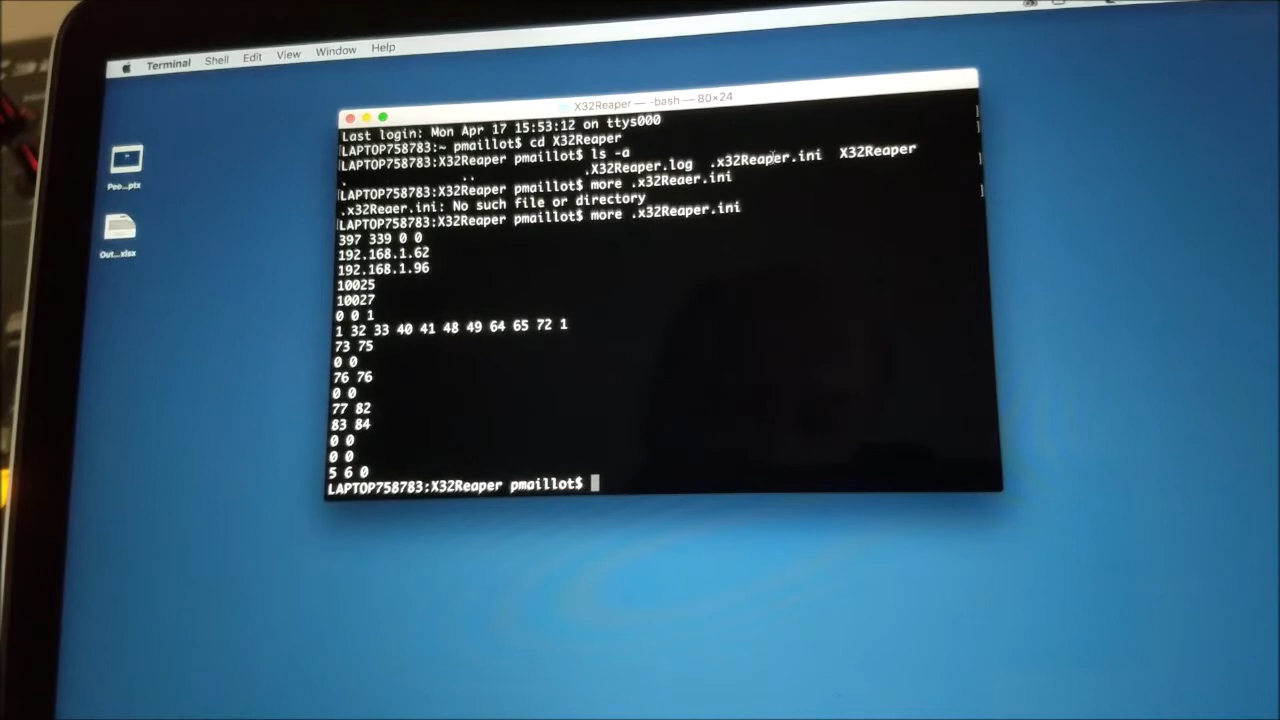 Terminal Shell Edit View Window Help
X32Reaper — -bash — 80×24
Last login: Mon Apr 17 15:53:12 on ttys000
[LAPTOP758783:~ pmaillot$ cd X32Reaper
[LAPTOP758783:X32Reaper pmaillot$ ls -a
. .. .X32Reaper.log .x32Reaper.ini X32Reaper
[LAPTOP758783:X32Reaper pmaillot$ more .x32Reaer.ini
.x32Reaer.ini: No such file or directory
[LAPTOP758783:X32Reaper pmaillot$ more .x32Reaper.ini
397 339 0 0
192.168.1.62
192.168.1.96
10025
10027
0 0 1
1 32 33 40 41 48 49 64 65 72 1
73 75
0 0
76 76
0 0
77 82
83 84
0 0
0 0
5 6 0
LAPTOP758783:X32Reaper pmaillot$
Peo...ptx
Out...xlsx